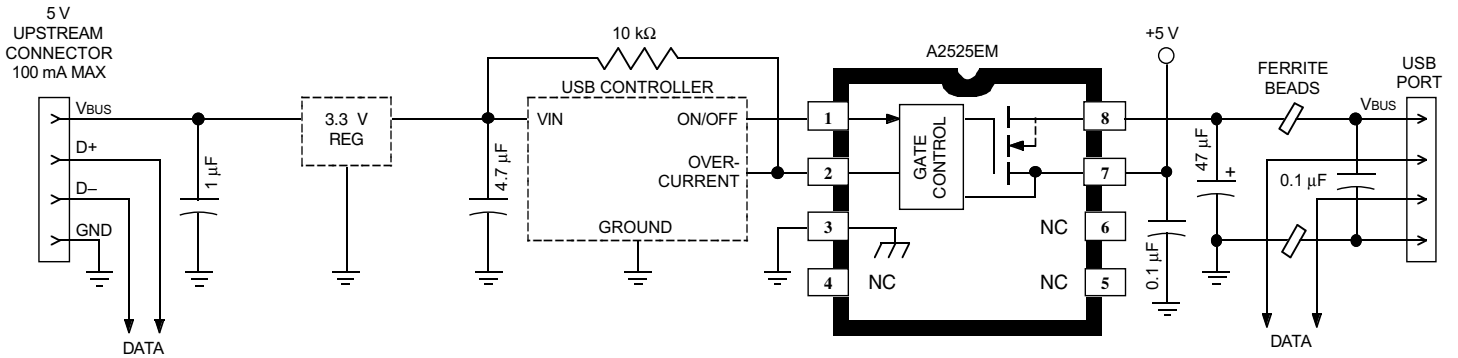 5 V
UPSTREAM
CONNECTOR
100 mA MAX
VBUS
D+
D–
GND
DATA
1 µF
3.3 V
REG
4.7 µF
10 kΩ
USB CONTROLLER
VIN
ON/OFF
OVER-
CURRENT
GROUND
A2525EM
1
2
3
4
NC
GATE
CONTROL
8
7
NC 6
NC 5
+5 V
0.1 µF
47 µF
+
FERRITE
BEADS
VBUS
0.1 µF
USB
PORT
DATA